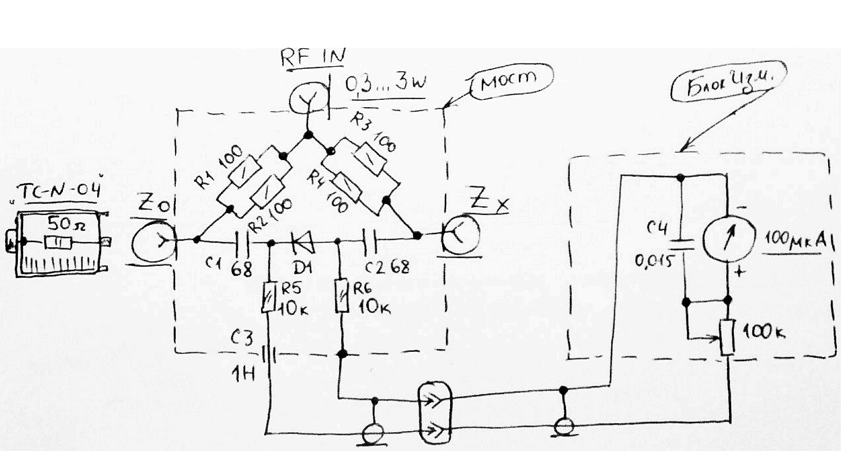 RF IN
0,3...3W
МОСТ
Блок Изм.
R1 100
R2 100
R3 100
R4 100
"TC-N-04"
50Ω
Zo
Zx
C1 68
D1
C2 68
R5
10к
R6
10к
C3
1Н
C4
0,015
-
100мкА
+
100к